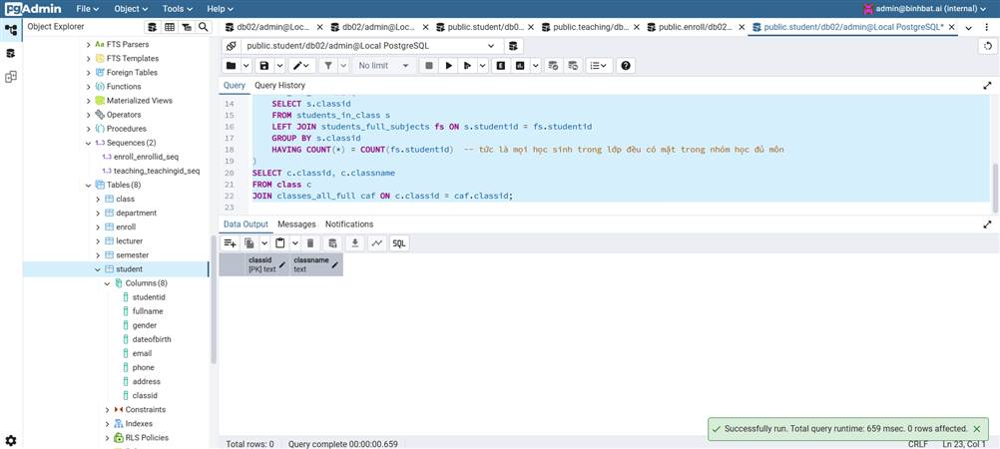 pgAdmin File Object Tools Help admin@binhbat.ai (internal)
Object Explorer
db02/admin@Loc...
db02/admin@Loc...
public.student/db0...
public.teaching/db...
public.enroll/db02...
public.student/db02/admin@Local PostgreSQL*
public.student/db02/admin@Local PostgreSQL
No limit
Query Query History
14 SELECT s.classid
15 FROM students_in_class s
16 LEFT JOIN students_full_subjects fs ON s.studentid = fs.studentid
17 GROUP BY s.classid
18 HAVING COUNT(*) = COUNT(fs.studentid) -- tức là mọi học sinh trong lớp đều có mặt trong nhóm học đủ môn
19 )
20 SELECT c.classid, c.classname
21 FROM class c
22 JOIN classes_all_full caf ON c.classid = caf.classid;
23
Data Output Messages Notifications
SQL
classid
[PK] text
classname
text
FTS Parsers
FTS Templates
Foreign Tables
Functions
Materialized Views
Operators
Procedures
Sequences (2)
enroll_enrollid_seq
teaching_teachingid_seq
Tables (8)
class
department
enroll
lecturer
semester
student
Columns (8)
studentid
fullname
gender
dateofbirth
email
phone
address
classid
Constraints
Indexes
RLS Policies
Successfully run. Total query runtime: 659 msec. 0 rows affected.
Total rows: 0 Query complete 00:00:00.659 CRLF Ln 23, Col 1